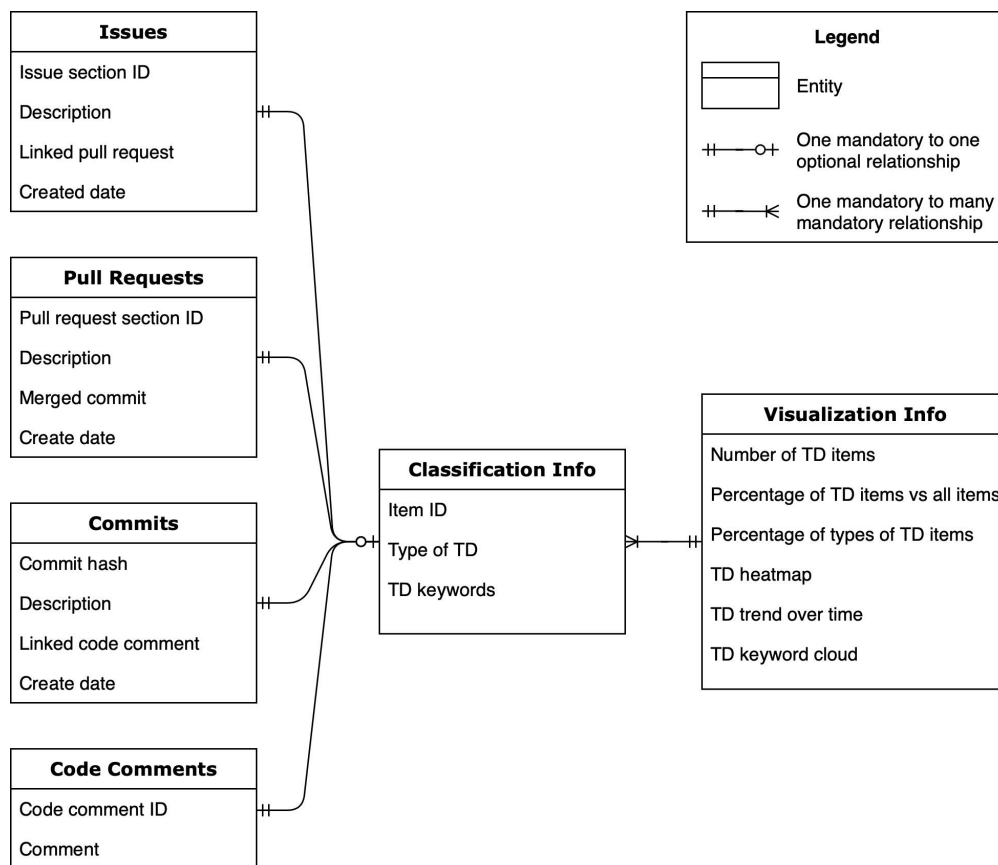 Issues
Issue section ID
Description
Linked pull request
Created date
Pull Requests
Pull request section ID
Description
Merged commit
Create date
Commits
Commit hash
Description
Linked code comment
Create date
Code Comments
Code comment ID
Comment
Classification Info
Item ID
Type of TD
TD keywords
Legend
Entity
One mandatory to one
optional relationship
One mandatory to many
mandatory relationship
Visualization Info
Number of TD items
Percentage of TD items vs all items
Percentage of types of TD items
TD heatmap
TD trend over time
TD keyword cloud